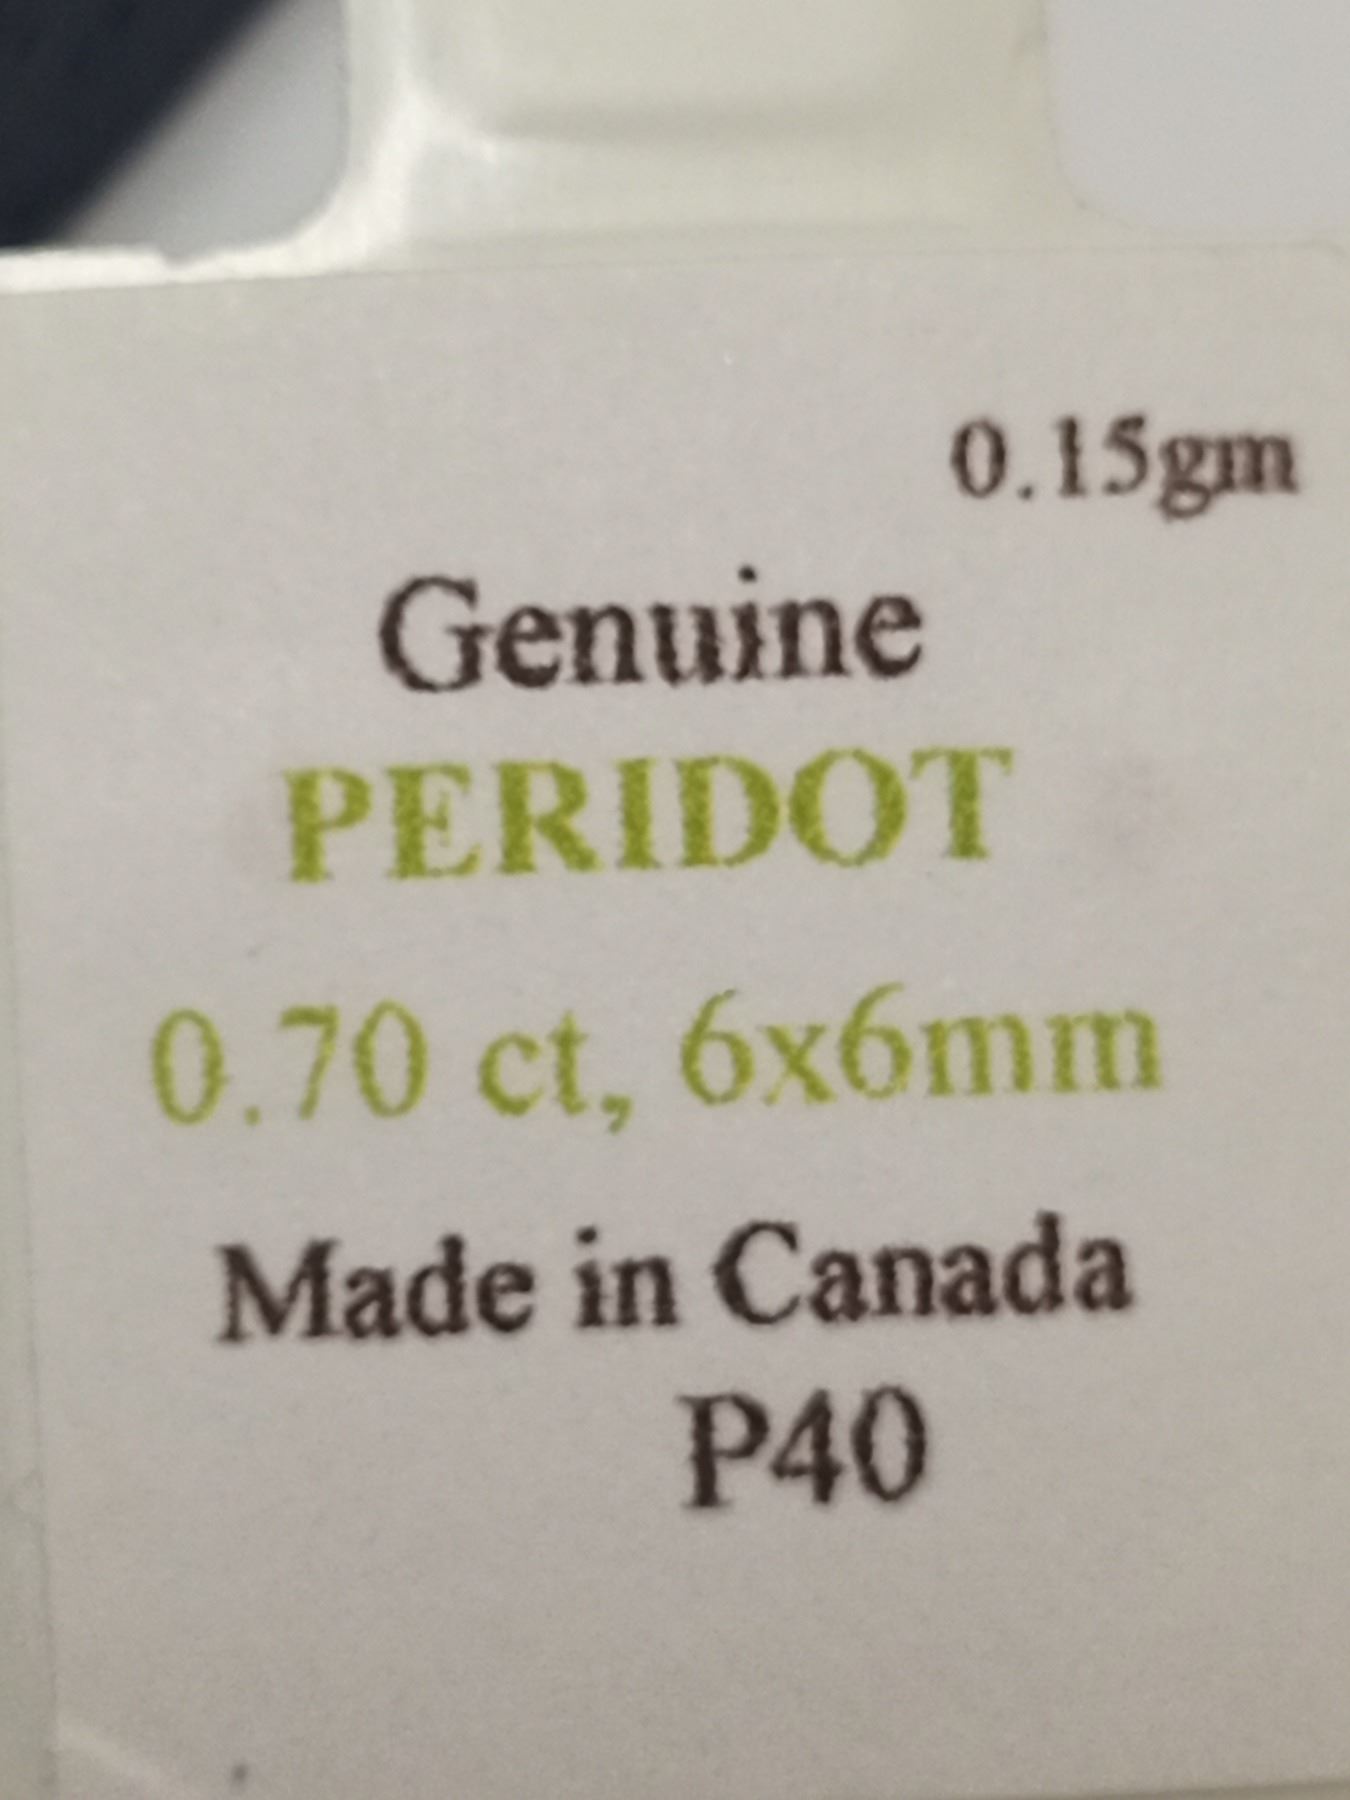 0.15gm
Genuine
PERIDOT
0.70 ct, 6x6mm
Made in Canada
P40